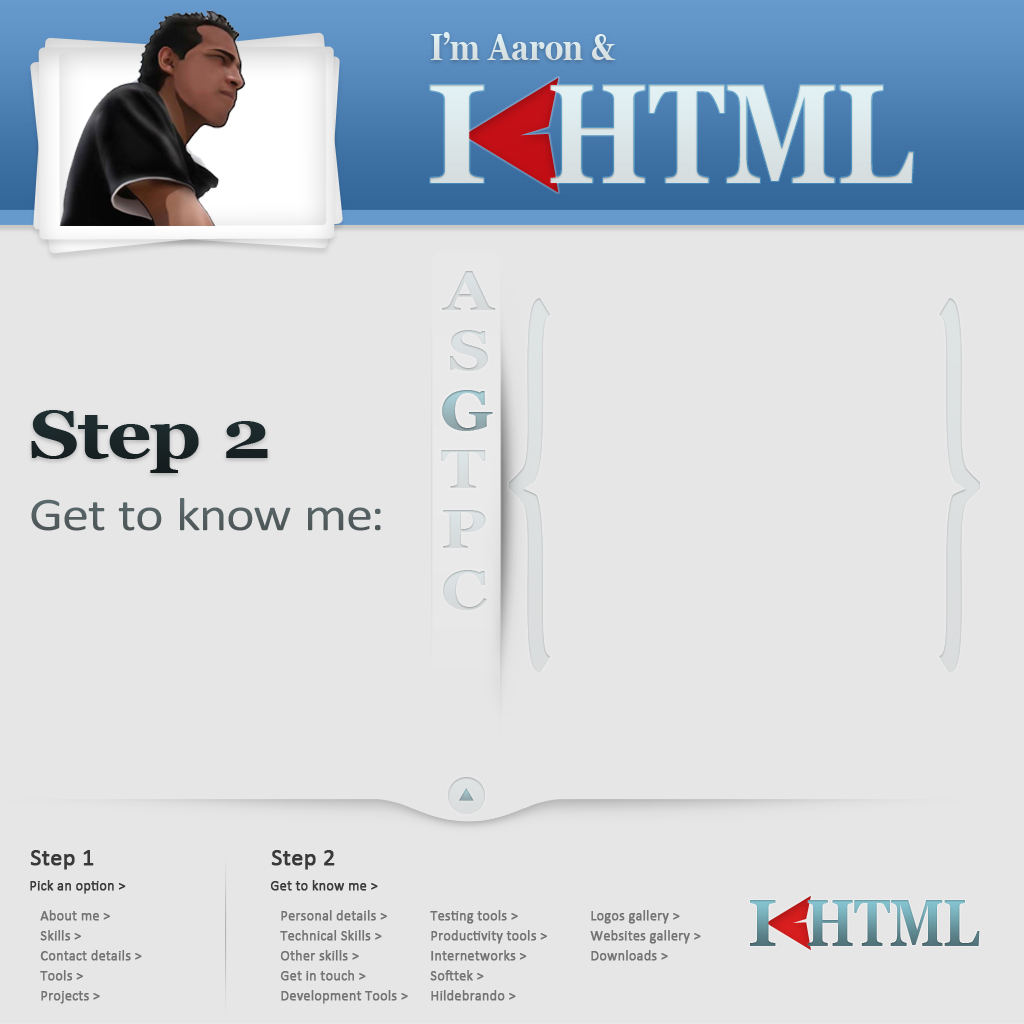 I'm Aaron &
I<HTML
A
S
G
T
P
C
Step 2
Get to know me:
Step 1
Pick an option >
About me >
Skills >
Contact details >
Tools >
Projects >
Step 2
Get to know me >
Personal details >
Technical Skills >
Other skills >
Get in touch >
Development Tools >
Testing tools >
Productivity tools >
Internetworks >
Softtek >
Hildebrando >
Logos gallery >
Websites gallery >
Downloads >
I<HTML